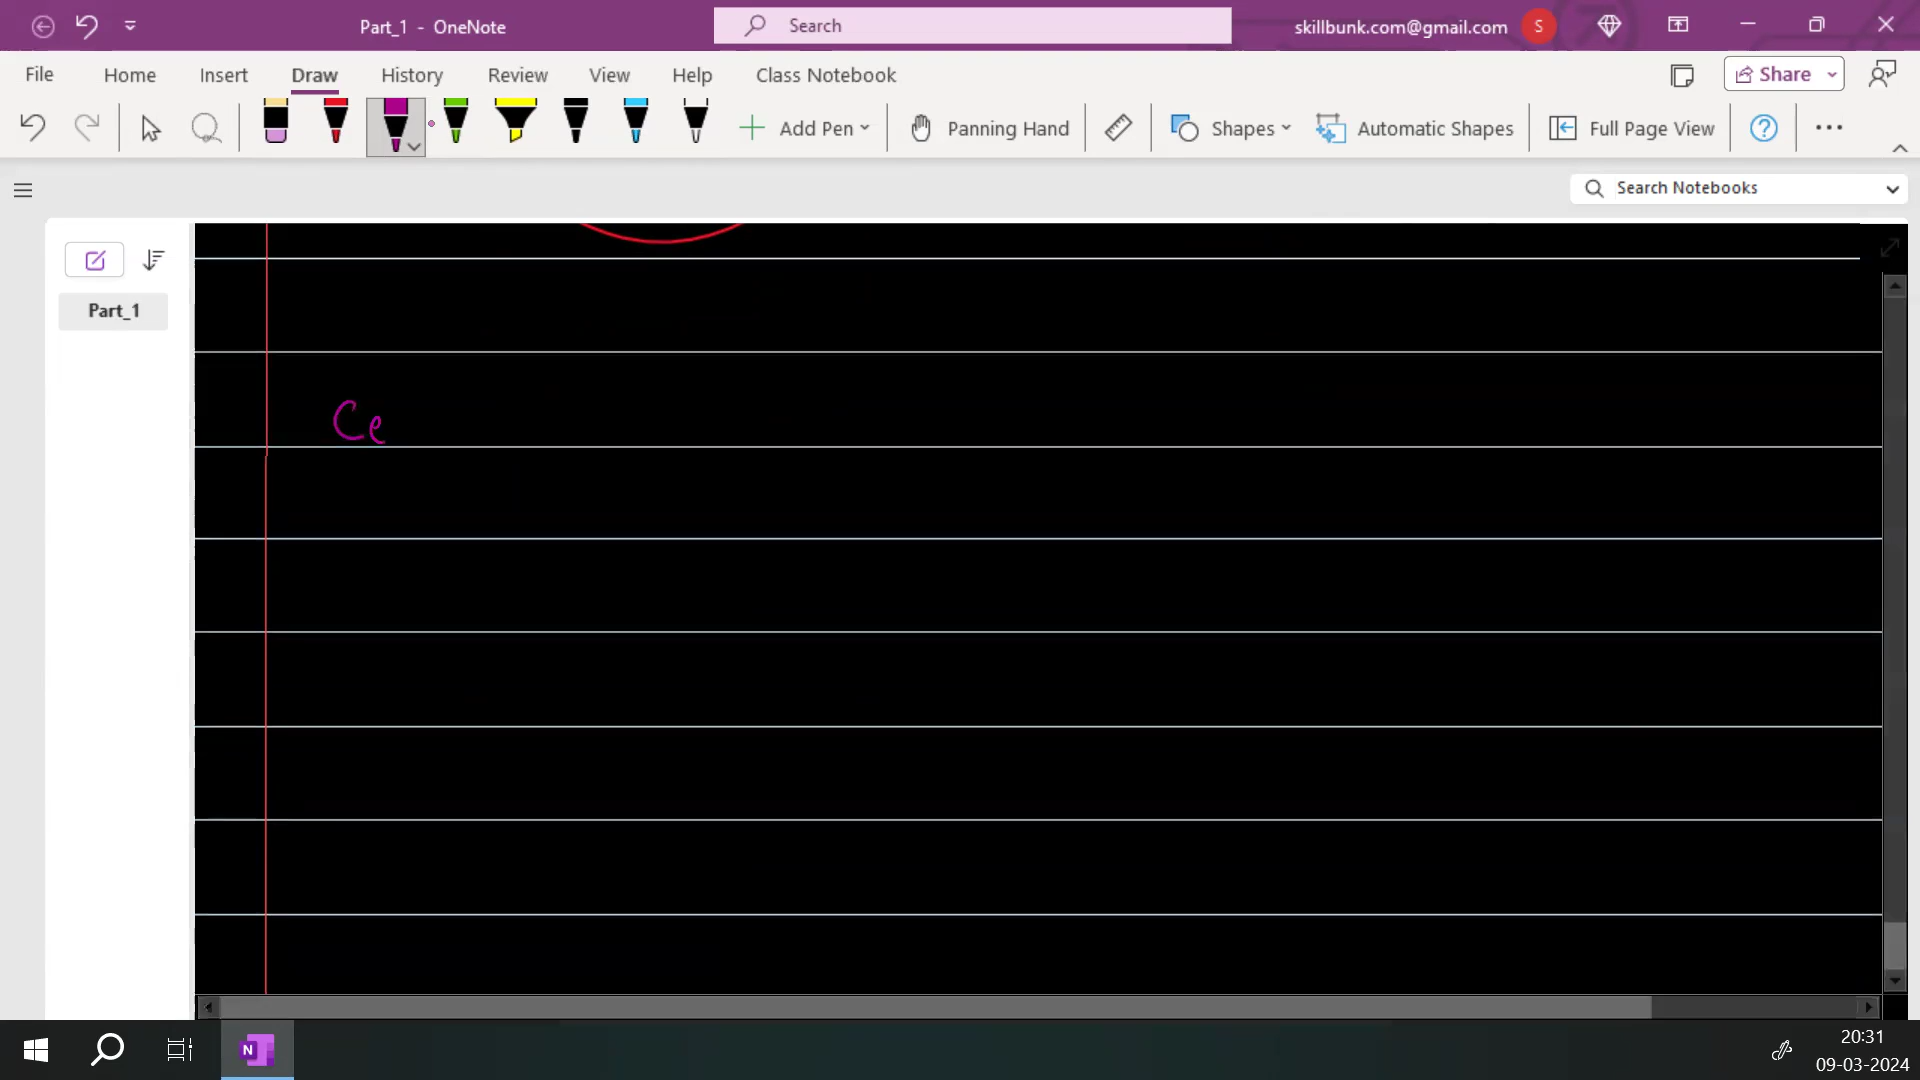 Part_1 - OneNote
Search
skillbunk.com@gmail.com
S
File
Home
Insert
Draw
History
Review
View
Help
Class Notebook
Share
Add Pen
Panning Hand
Shapes
Automatic Shapes
Full Page View
Search Notebooks
Part_1
Ce
N
20:31
09-03-2024